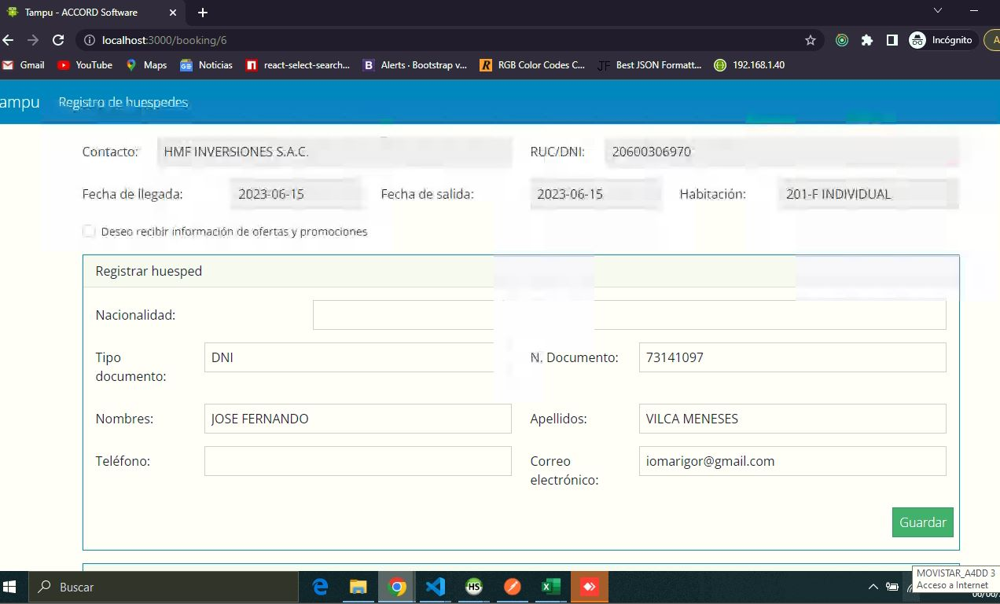 Tampu - ACCORD Software
localhost:3000/booking/6
Incógnito
A
Gmail YouTube Maps Noticias react-select-search... Alerts · Bootstrap v... RGB Color Codes C... JF Best JSON Formatt... 192.168.1.40
ampu Registro de huespedes
Contacto: HMF INVERSIONES S.A.C. RUC/DNI: 20600306970
Fecha de llegada: 2023-06-15 Fecha de salida: 2023-06-15 Habitación: 201-F INDIVIDUAL
Deseo recibir información de ofertas y promociones
Registrar huesped
Nacionalidad:
Tipo documento: DNI N. Documento: 73141097
Nombres: JOSE FERNANDO Apellidos: VILCA MENESES
Teléfono: Correo electrónico: iomarigor@gmail.com
Guardar
Buscar
HS
MOVISTAR_A4DD 3
Acceso a Internet